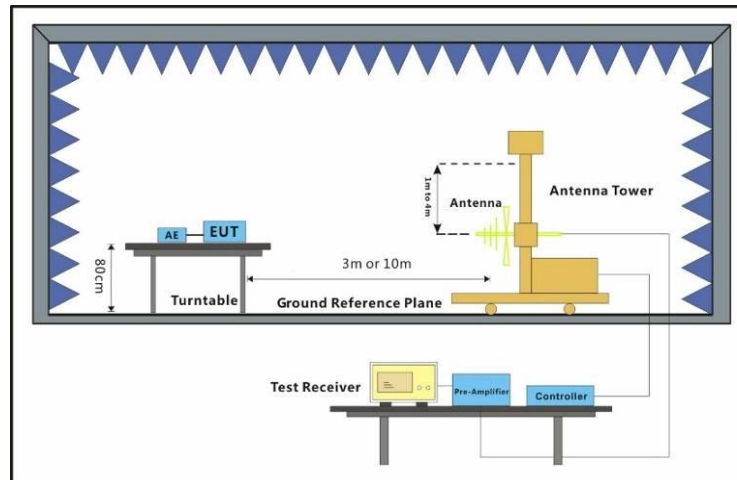 1m to 4m
Antenna
Antenna Tower
AE
EUT
80cm
3m or 10m
Turntable
Ground Reference Plane
Test Receiver
Pre-Amplifier
Controller